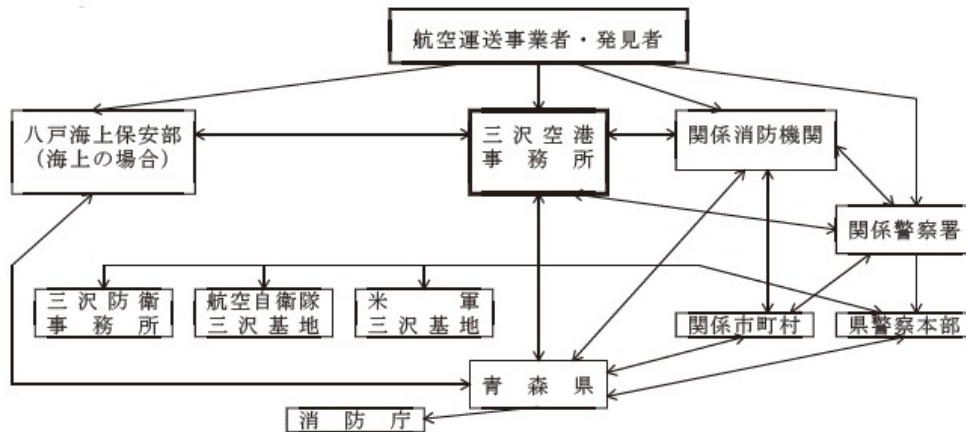 航空運送事業者・発見者
八戸海上保安部
（海上の場合）
三沢空港
事務所
関係消防機関
関係警察署
三沢防衛
事務所
航空自衛隊
三沢基地
米軍
三沢基地
関係市町村
県警察本部
青森県
消防庁